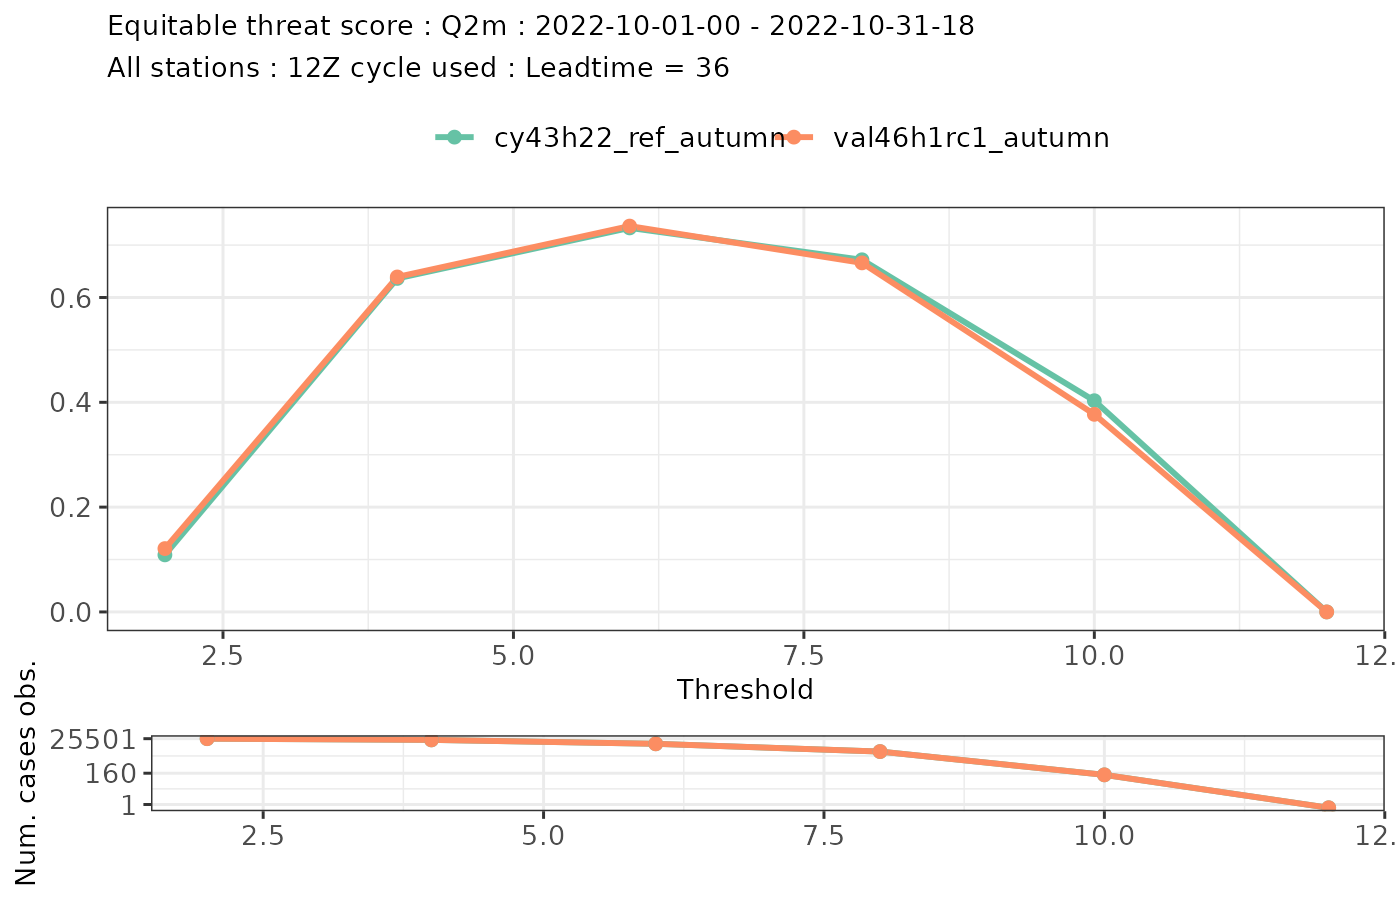 Equitable threat score : Q2m : 2022-10-01-00 - 2022-10-31-18
All stations : 12Z cycle used : Leadtime = 36
cy43h22_ref_autumn val46h1rc1_autumn
0.6
0.4
0.2
0.0
2.5 5.0 7.5 10.0 12.
Threshold
Num. cases obs.
25501
160
1
2.5 5.0 7.5 10.0 12.